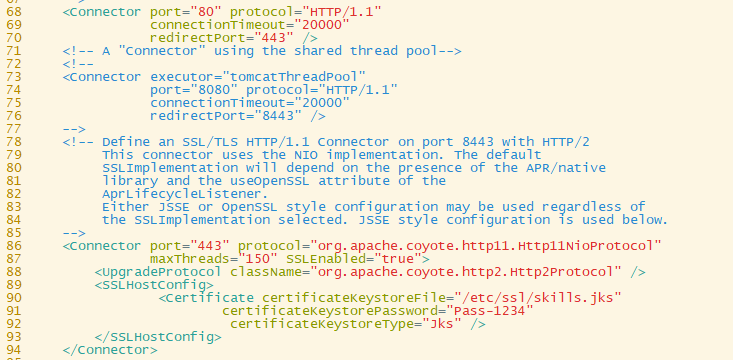 68 <Connector port="80" protocol="HTTP/1.1"
69 connectionTimeout="20000"
70 redirectPort="443" />
71 <!-- A "Connector" using the shared thread pool-->
72 <!--
73 <Connector executor="tomcatThreadPool"
74 port="8080" protocol="HTTP/1.1"
75 connectionTimeout="20000"
76 redirectPort="8443" />
77 -->
78 <!-- Define an SSL/TLS HTTP/1.1 Connector on port 8443 with HTTP/2
79 This connector uses the NIO implementation. The default
80 SSLImplementation will depend on the presence of the APR/native
81 library and the useOpenSSL attribute of the
82 AprLifecycleListener.
83 Either JSSE or OpenSSL style configuration may be used regardless of
84 the SSLImplementation selected. JSSE style configuration is used below.
85 -->
86 <Connector port="443" protocol="org.apache.coyote.http11.Http11NioProtocol"
87 maxThreads="150" SSLEnabled="true">
88 <UpgradeProtocol className="org.apache.coyote.http2.Http2Protocol" />
89 <SSLHostConfig>
90 <Certificate certificateKeystoreFile="/etc/ssl/skills.jks"
91 certificateKeystorePassword="Pass-1234"
92 certificateKeystoreType="Jks" />
93 </SSLHostConfig>
94 </Connector>